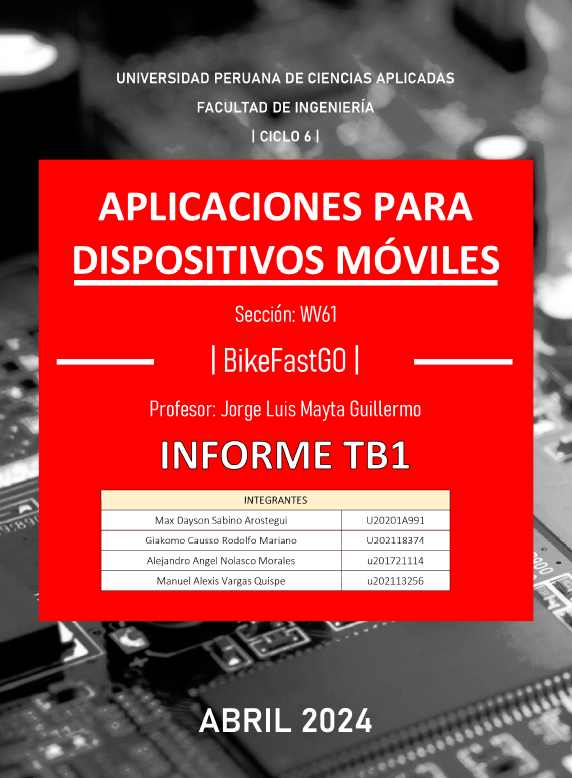 UNIVERSIDAD PERUANA DE CIENCIAS APLICADAS
FACULTAD DE INGENIERÍA
| CICLO 6 |
APLICACIONES PARA
DISPOSITIVOS MÓVILES
Sección: WV61
| BikeFastGO |
Profesor: Jorge Luis Mayta Guillermo
INFORME TB1
INTEGRANTES
Max Dayson Sabino Arostegui U20201A991
Giakomo Causso Rodolfo Mariano U202118374
Alejandro Angel Nolasco Morales u201721114
Manuel Alexis Vargas Quispe u202113256
ABRIL 2024